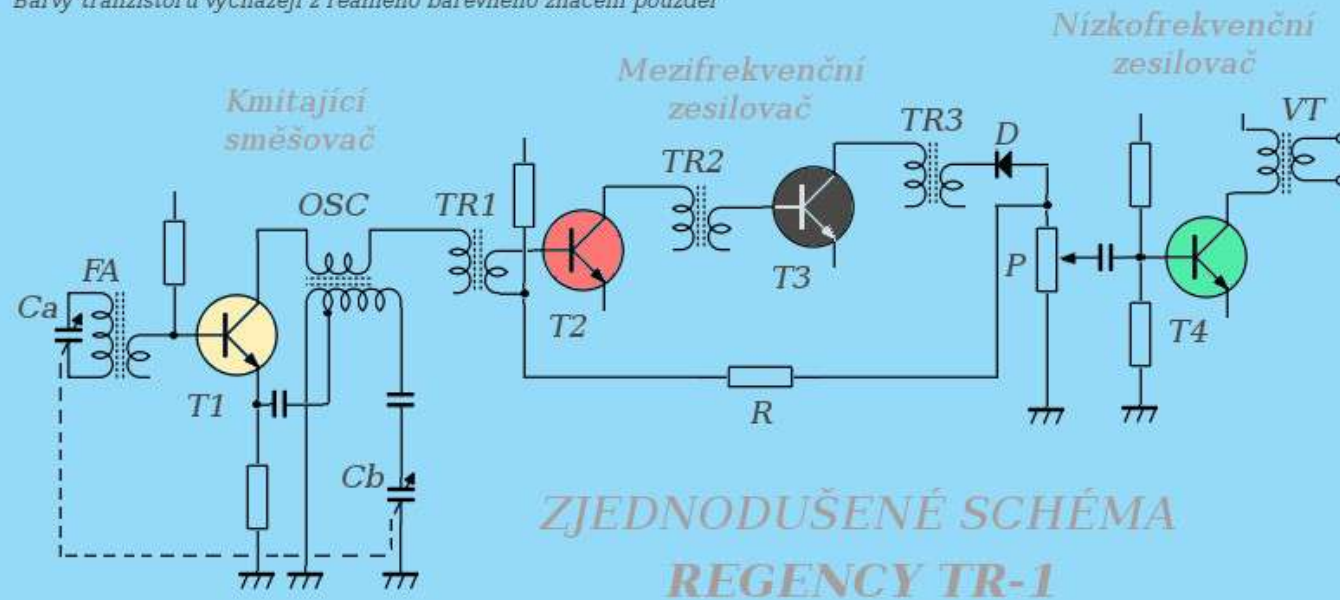 Barvy tranzistorů vycházejí z reálného barevného značení pouzder
Nízkofrekvenční
zesilovač
Mezifrekvenční
zesilovač
Kmitající
směšovač
VT
TR3
D
TR2
OSC
TR1
FA
Ca
T3
P
T2
T4
T1
R
Cb
ZJEDNODUŠENÉ SCHÉMA
REGENCY TR-1